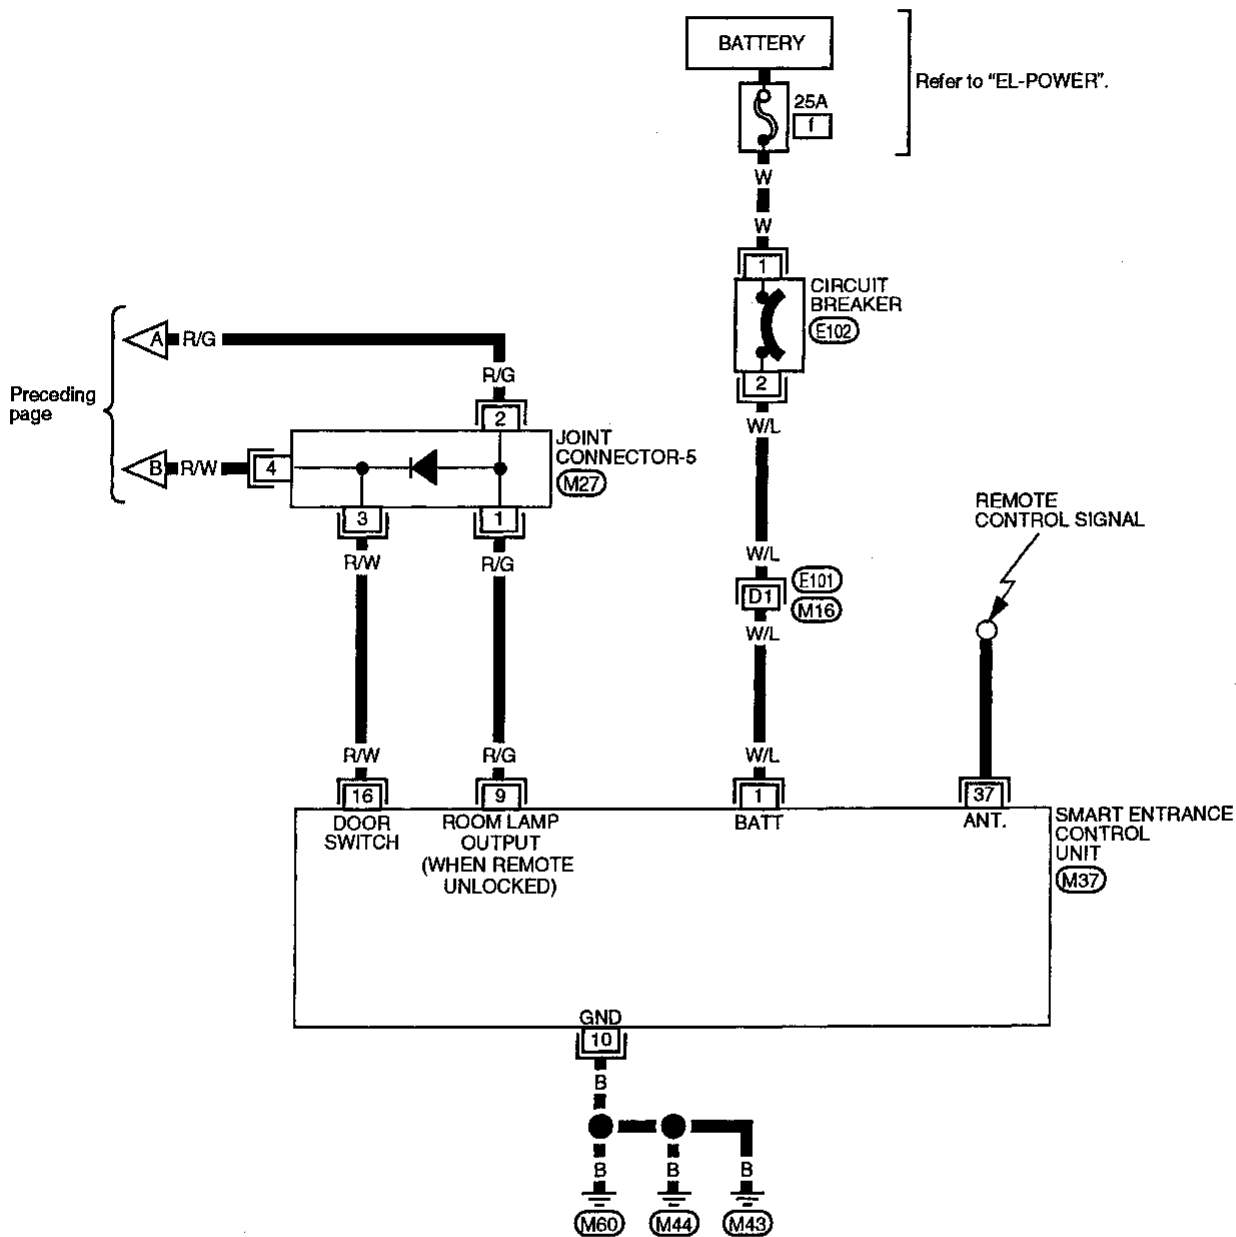 BATTERY
Refer to "EL-POWER".
25A
f
W
W
1
CIRCUIT
BREAKER
E102
2
W/L
A R/G
R/G
Preceding
page
2
JOINT
CONNECTOR-5
M27
B R/W 4
3 1
R/W R/G
REMOTE
CONTROL SIGNAL
W/L
D1
E101
M16
W/L
R/W R/G W/L
16 9 1 37
DOOR
SWITCH
ROOM LAMP
OUTPUT
(WHEN REMOTE
UNLOCKED)
BATT
ANT.
SMART ENTRANCE
CONTROL
UNIT
M37
GND
10
B
B B B
M60 M44 M43